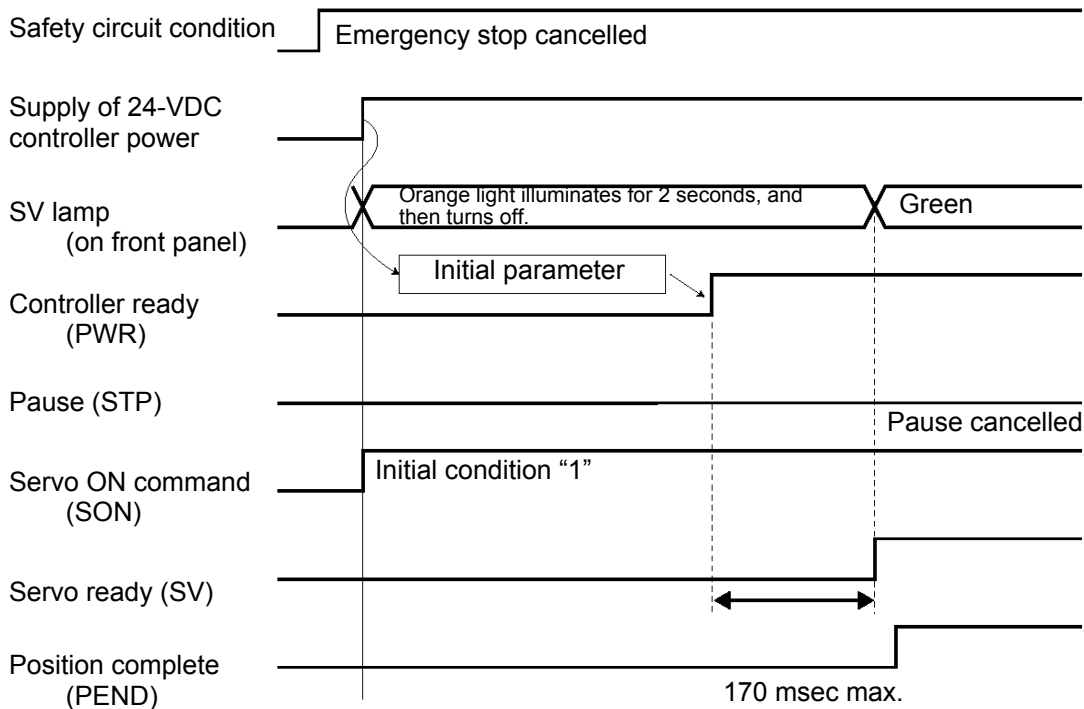 Safety circuit condition
Emergency stop cancelled
Supply of 24-VDC
controller power
SV lamp
(on front panel)
Orange light illuminates for 2 seconds, and
then turns off.
Green
Initial parameter
Controller ready
(PWR)
Pause (STP)
Pause cancelled
Servo ON command
(SON)
Initial condition “1”
Servo ready (SV)
Position complete
(PEND)
170 msec max.